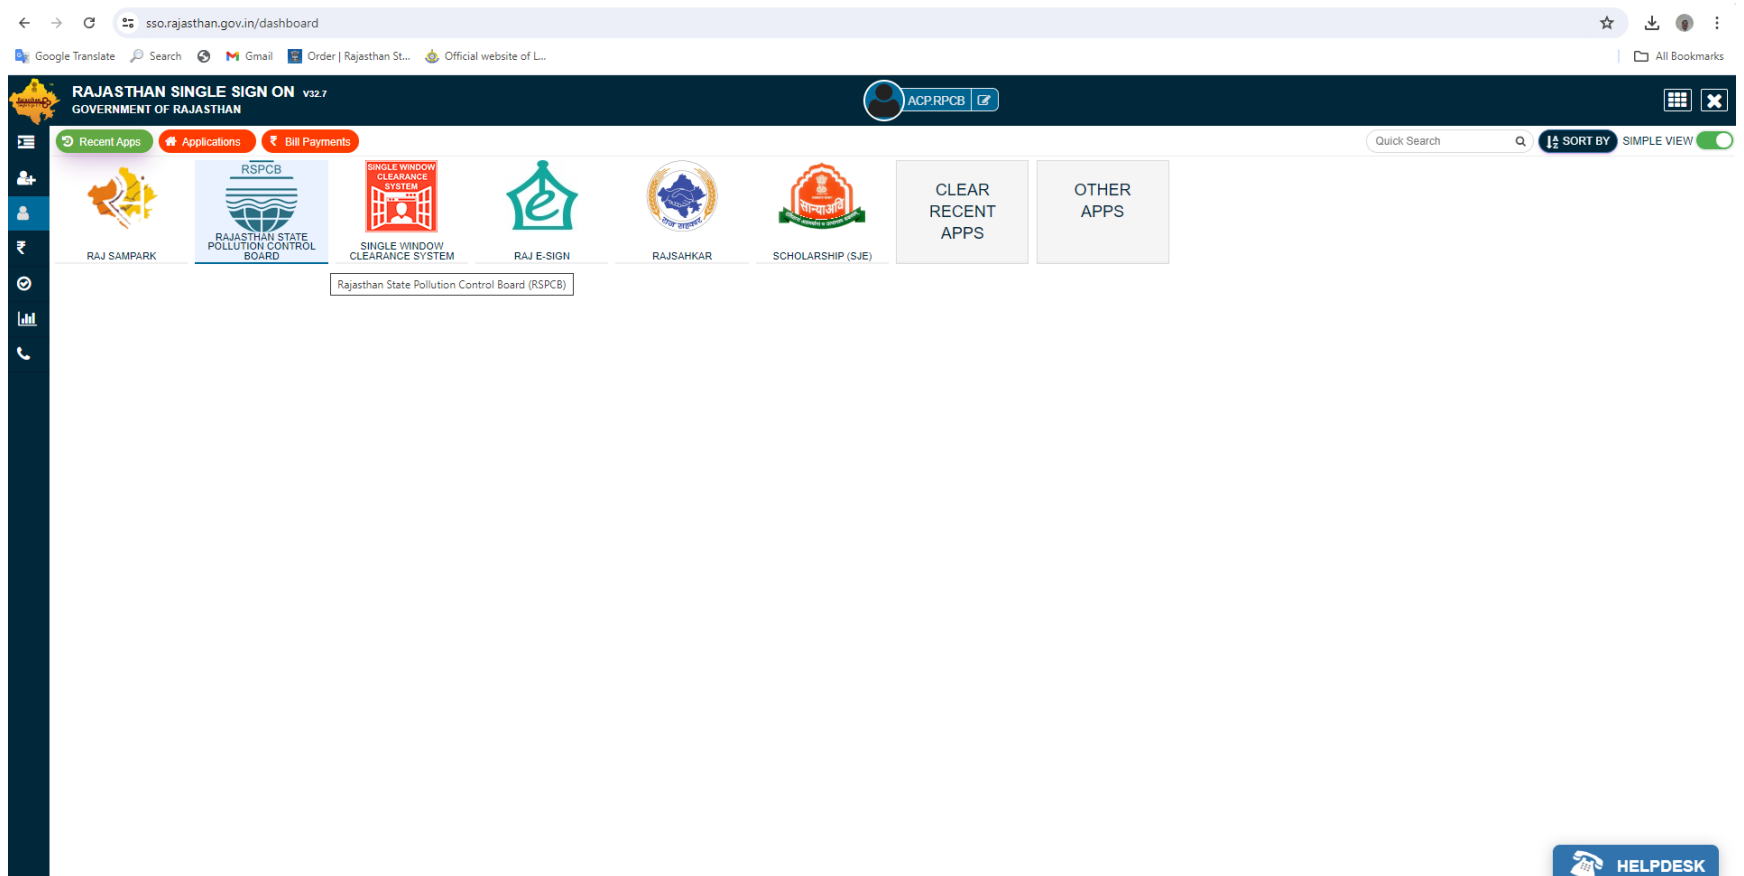 sso.rajasthan.gov.in/dashboard
Google Translate Search Gmail Order | Rajasthan St... Official website of L... All Bookmarks
RAJASTHAN SINGLE SIGN ON V32.7
GOVERNMENT OF RAJASTHAN
ACP.RPCB
Recent Apps Applications ₹ Bill Payments Quick Search SORT BY SIMPLE VIEW
RAJ SAMPARK
RSPCB
RAJASTHAN STATE
POLLUTION CONTROL
BOARD
SINGLE WINDOW
CLEARANCE
SYSTEM
SINGLE WINDOW
CLEARANCE SYSTEM
RAJ E-SIGN
राज सहकार
RAJSAHKAR
SCHOLARSHIP (SJE)
CLEAR
RECENT
APPS
OTHER
APPS
Rajasthan State Pollution Control Board (RSPCB)
₹
HELPDESK